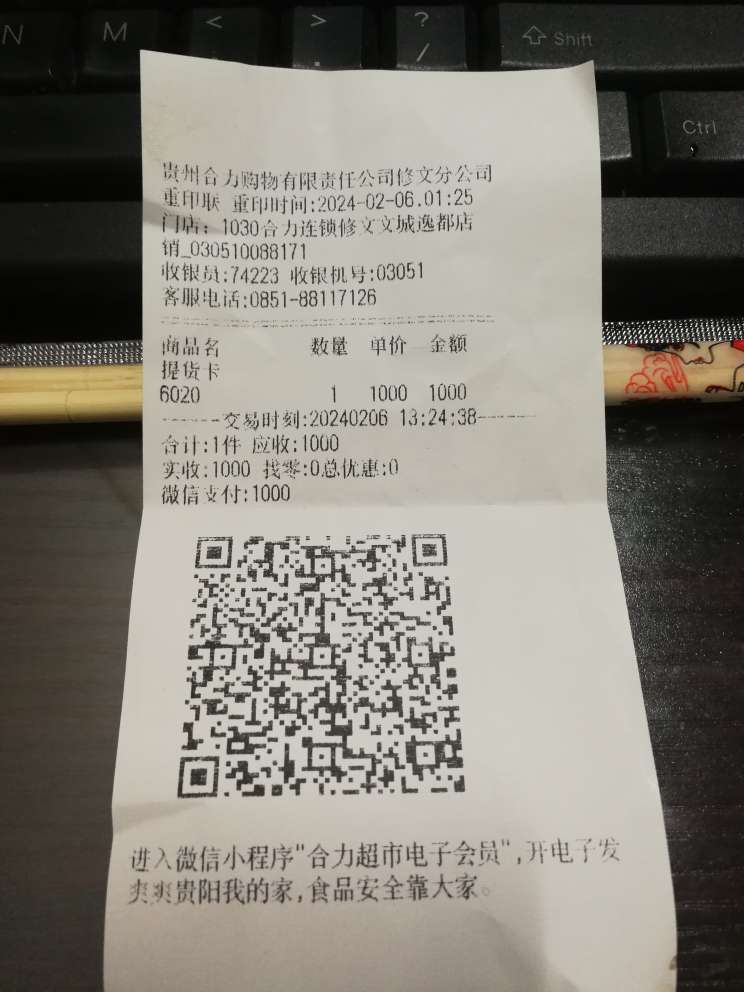 N
M
<
>
.
?
/
Shift
Ctrl
贵州合力购物有限责任公司修文分公司
重印联 重印时间:2024-02-06.01:25
门店: 1030合力连锁修文文城逸都店
销_030510088171
收银员:74223 收银机号:03051
客服电话:0851-88117126
商品名 数量 单价 金额
提货卡
6020 1 1000 1000
------交易时刻:20240206 13:24:38------
合计:1件 应收:1000
实收:1000 找零:0总优惠:0
微信支付:1000
进入微信小程序"合力超市电子会员",开电子发
爽爽贵阳我的家,食品安全靠大家。